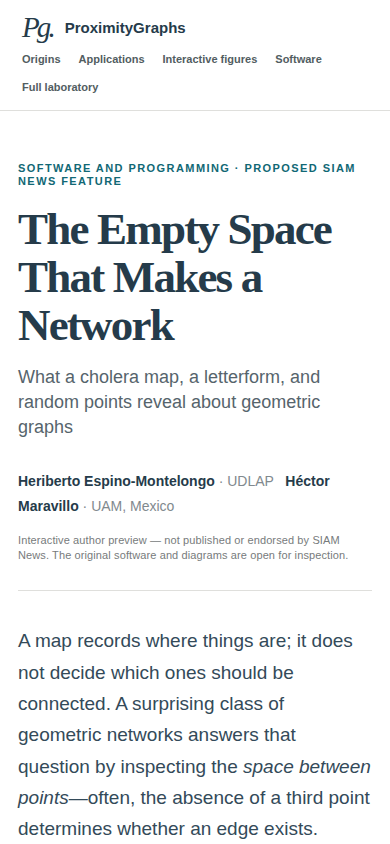 Pg. ProximityGraphs
Origins Applications Interactive figures Software
Full laboratory
SOFTWARE AND PROGRAMMING · PROPOSED SIAM
NEWS FEATURE
The Empty Space
That Makes a
Network
What a cholera map, a letterform, and
random points reveal about geometric
graphs
Heriberto Espino-Montelongo · UDLAP Héctor
Maravillo · UAM, Mexico
Interactive author preview — not published or endorsed by SIAM
News. The original software and diagrams are open for inspection.
A map records where things are; it does
not decide which ones should be
connected. A surprising class of
geometric networks answers that
question by inspecting the space between
points—often, the absence of a third point
determines whether an edge exists.